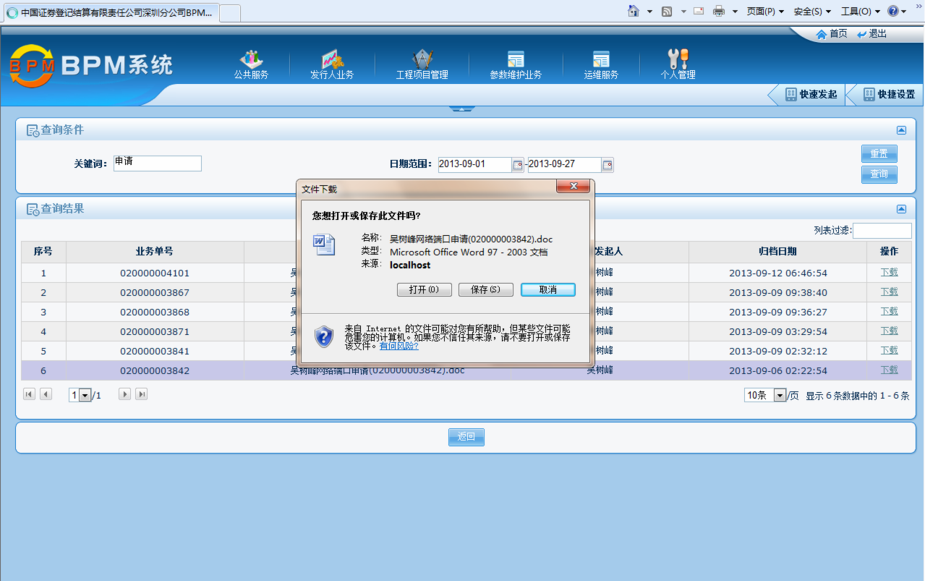 中国证券登记结算有限责任公司深圳分公司BPM...
页面(P) 安全(S) 工具(O)
首页 退出
BPM BPM系统
公共服务 发行人业务 工程项目管理 参数维护业务 运维服务 个人管理
快速发起 快捷设置
查询条件
关键词: 申请 日期范围: 2013-09-01 - 2013-09-27 重置
查询
查询结果
列表过滤:
序号 业务单号 发起人 归档日期 操作
1 020000004101 吴 树峰 2013-09-12 06:46:54 下载
2 020000003867 吴 树峰 2013-09-09 09:38:40 下载
3 020000003868 吴 树峰 2013-09-09 09:36:27 下载
4 020000003871 吴 树峰 2013-09-09 03:29:54 下载
5 020000003841 吴 树峰 2013-09-09 02:32:12 下载
6 020000003842 吴树峰网络端口申请(020000003842).doc 吴树峰 2013-09-06 02:22:54 下载
1 /1 10条 /页 显示 6 条数据中的 1 - 6 条
返回
文件下载
您想打开或保存此文件吗?
名称: 吴树峰网络端口申请(020000003842).doc
类型: Microsoft Office Word 97 - 2003 文档
来源: localhost
打开(O) 保存(S) 取消
来自 Internet 的文件可能对您有所帮助，但某些文件可能
危害您的计算机。如果您不信任其来源，请不要打开或保存
该文件。有何风险?